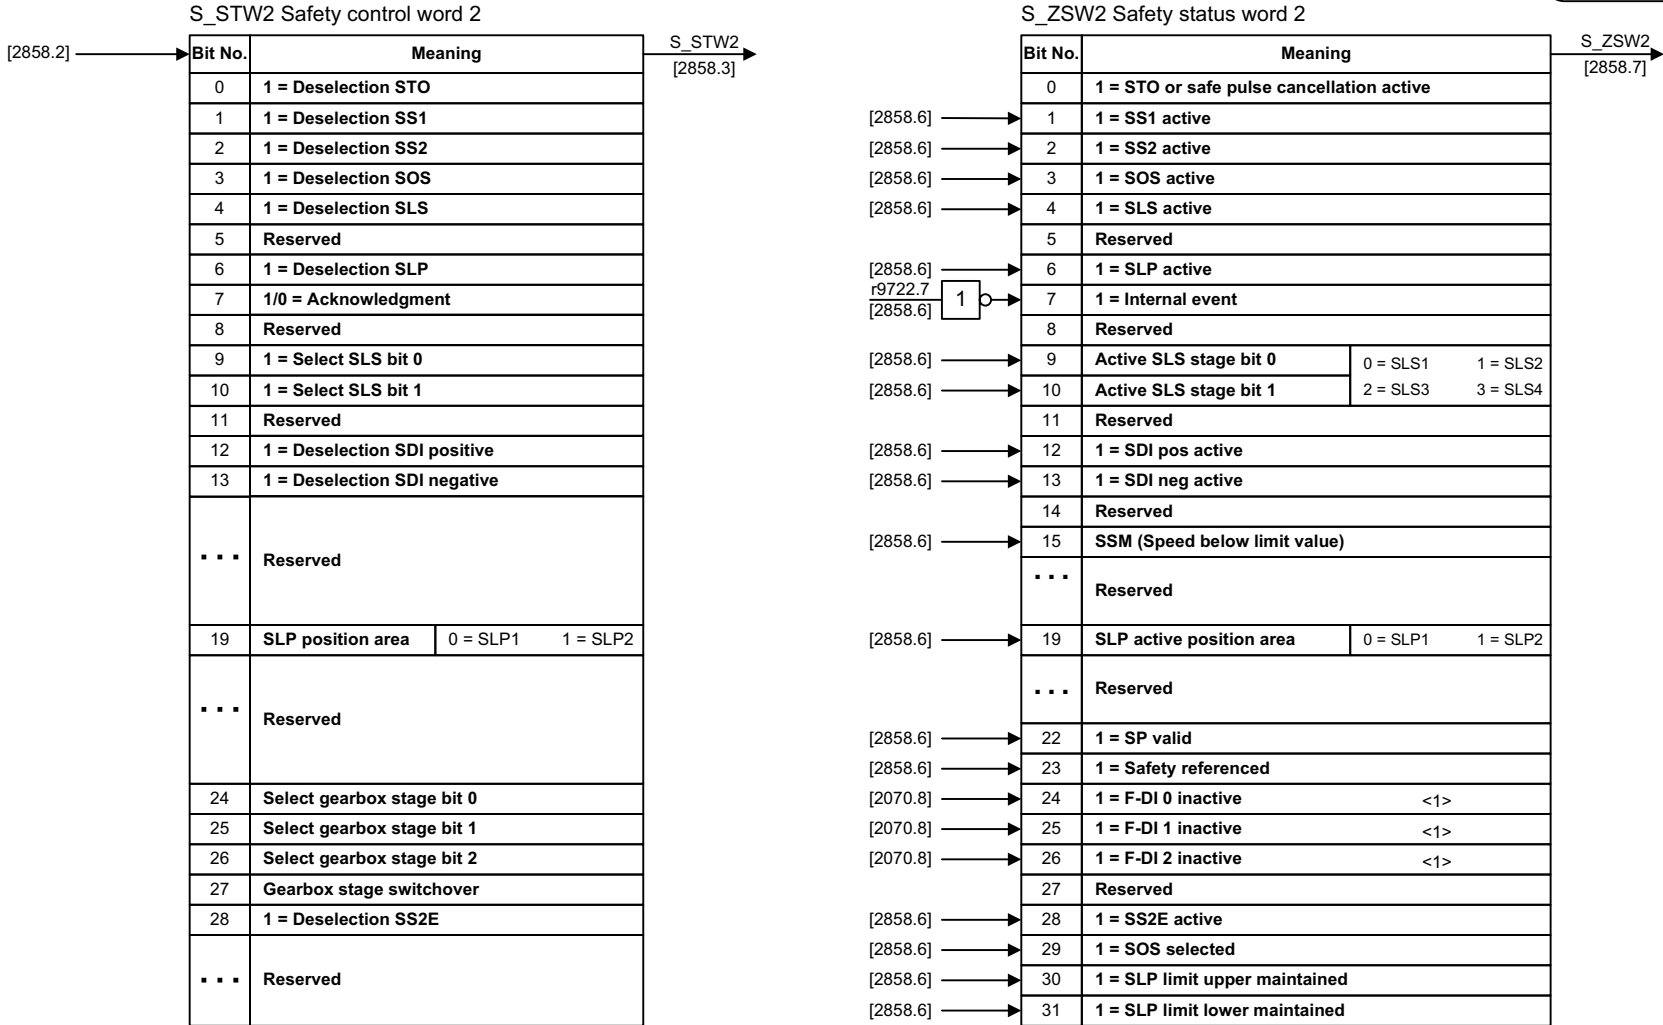 S_STW2 Safety control word 2
[2858.2]
Bit No. Meaning
S_STW2
[2858.3]
0 1 = Deselection STO
1 1 = Deselection SS1
2 1 = Deselection SS2
3 1 = Deselection SOS
4 1 = Deselection SLS
5 Reserved
6 1 = Deselection SLP
7 1/0 = Acknowledgment
8 Reserved
9 1 = Select SLS bit 0
10 1 = Select SLS bit 1
11 Reserved
12 1 = Deselection SDI positive
13 1 = Deselection SDI negative
... Reserved
19 SLP position area 0 = SLP1 1 = SLP2
... Reserved
24 Select gearbox stage bit 0
25 Select gearbox stage bit 1
26 Select gearbox stage bit 2
27 Gearbox stage switchover
28 1 = Deselection SS2E
... Reserved
S_ZSW2 Safety status word 2
Bit No. Meaning
S_ZSW2
[2858.7]
0 1 = STO or safe pulse cancellation active
[2858.6] 1 1 = SS1 active
[2858.6] 2 1 = SS2 active
[2858.6] 3 1 = SOS active
[2858.6] 4 1 = SLS active
5 Reserved
[2858.6] 6 1 = SLP active
r9722.7
[2858.6] 1 7 1 = Internal event
8 Reserved
[2858.6] 9 Active SLS stage bit 0 0 = SLS1 1 = SLS2
[2858.6] 10 Active SLS stage bit 1 2 = SLS3 3 = SLS4
11 Reserved
[2858.6] 12 1 = SDI pos active
[2858.6] 13 1 = SDI neg active
14 Reserved
[2858.6] 15 SSM (Speed below limit value)
... Reserved
[2858.6] 19 SLP active position area 0 = SLP1 1 = SLP2
... Reserved
[2858.6] 22 1 = SP valid
[2858.6] 23 1 = Safety referenced
[2070.8] 24 1 = F-DI 0 inactive <1>
[2070.8] 25 1 = F-DI 1 inactive <1>
[2070.8] 26 1 = F-DI 2 inactive <1>
27 Reserved
[2858.6] 28 1 = SS2E active
[2858.6] 29 1 = SOS selected
[2858.6] 30 1 = SLP limit upper maintained
[2858.6] 31 1 = SLP limit lower maintained